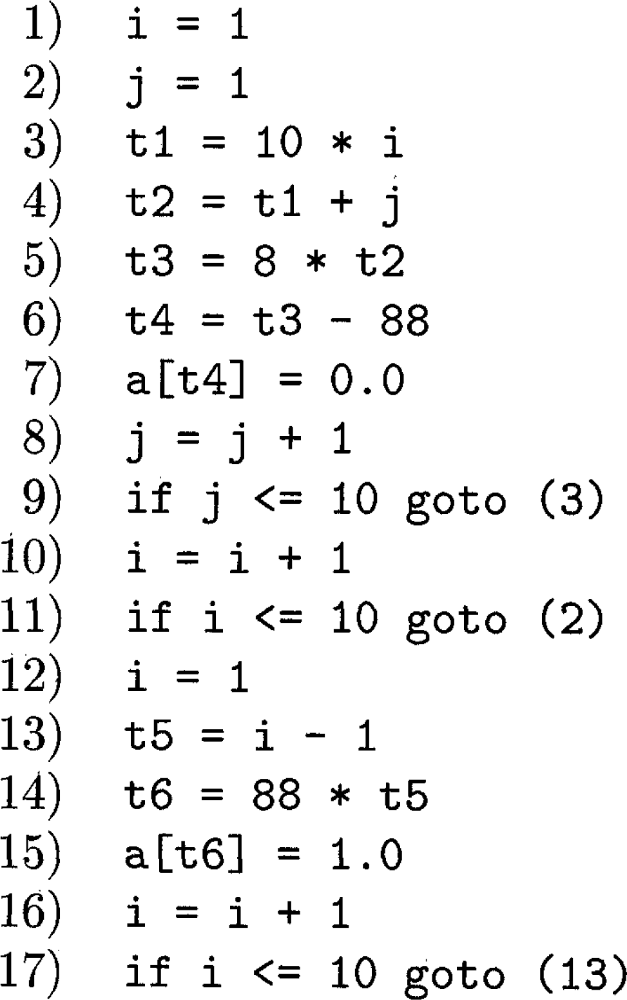 1) i = 1
2) j = 1
3) t1 = 10 * i
4) t2 = t1 + j
5) t3 = 8 * t2
6) t4 = t3 - 88
7) a[t4] = 0.0
8) j = j + 1
9) if j <= 10 goto (3)
10) i = i + 1
11) if i <= 10 goto (2)
12) i = 1
13) t5 = i - 1
14) t6 = 88 * t5
15) a[t6] = 1.0
16) i = i + 1
17) if i <= 10 goto (13)